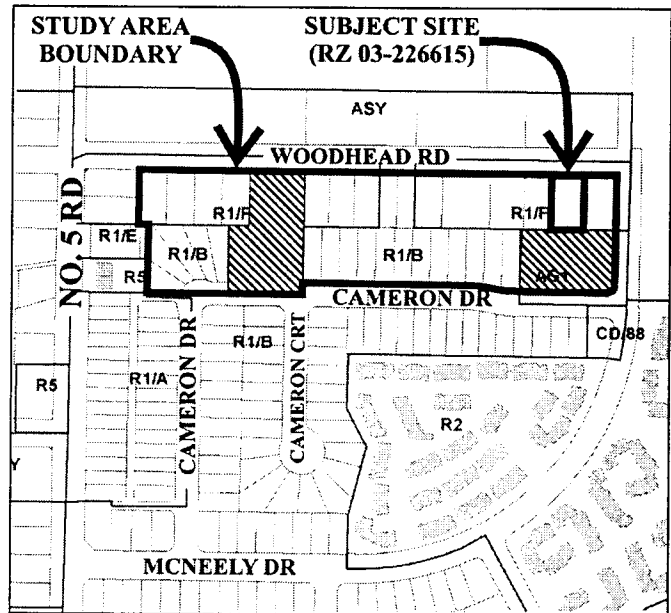 STUDY AREA
BOUNDARY
SUBJECT SITE
(RZ 03-226615)
ASY
WOODHEAD RD
NO. 5 RD
R1/F
R1/F
R1/E
R1/B
R1/B
R5
AG1
CAMERON DR
CD/88
R1/B
R5
R1/A
CAMERON DR
CAMERON CRT
R2
Y
MCNEELY DR